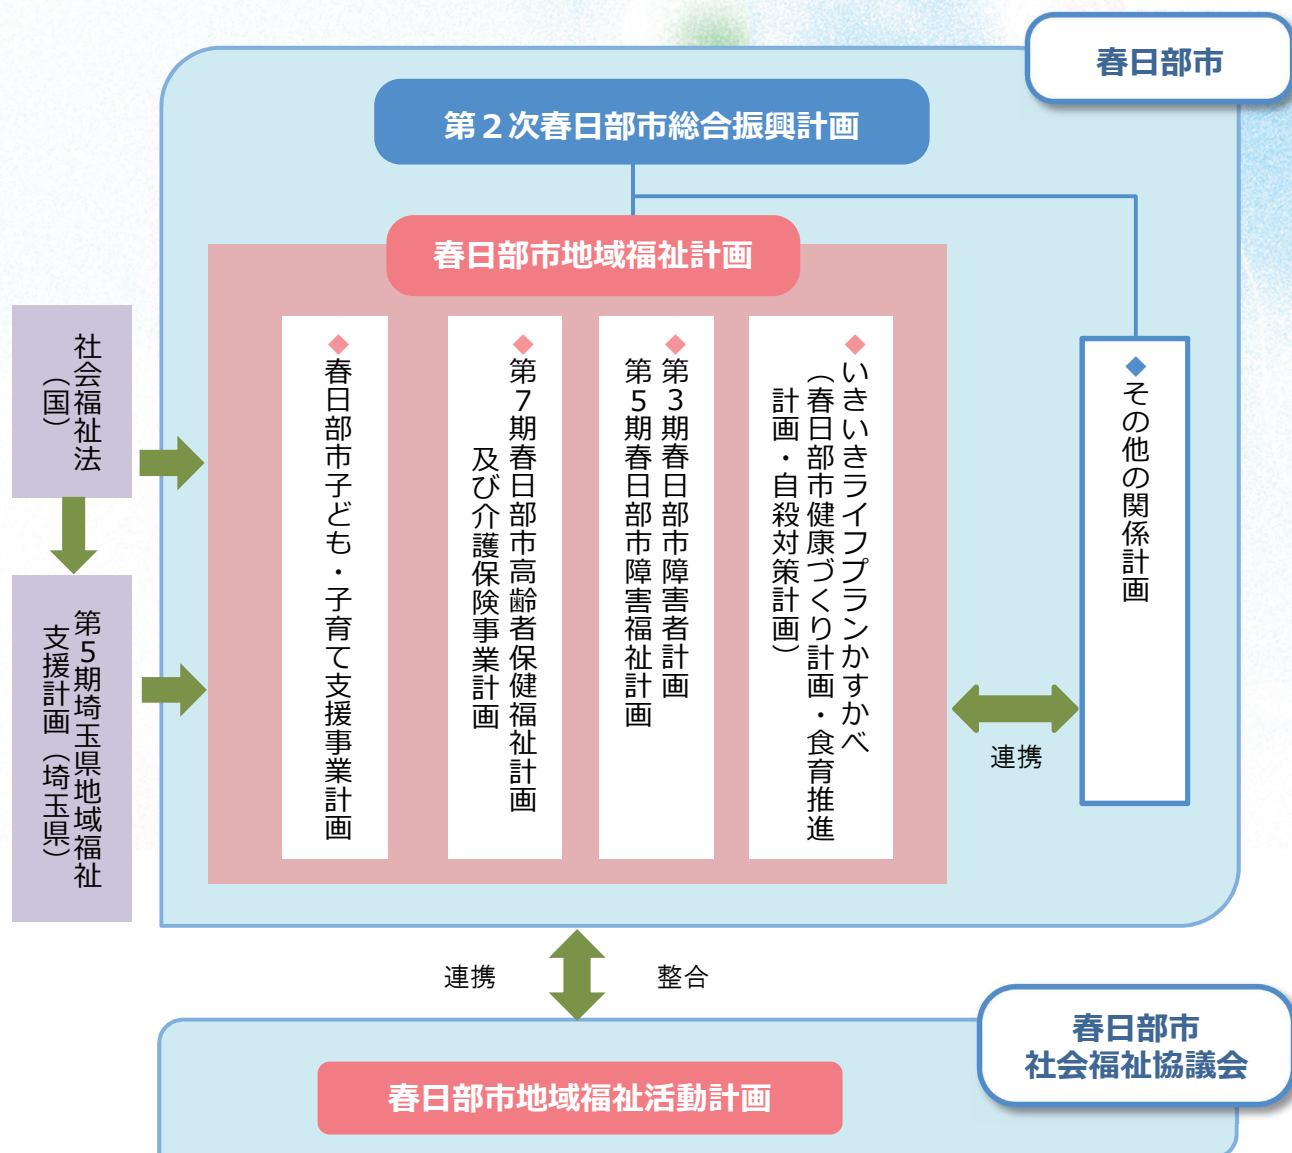 春日部市
第２次春日部市総合振興計画
春日部市地域福祉計画
社会福祉法
（国）
第５期埼玉県地域福祉
支援計画（埼玉県）
◆春日部市子ども・子育て支援事業計画
◆第７期春日部市高齢者保健福祉計画
及び介護保険事業計画
◆第３期春日部市障害者計画
第５期春日部市障害福祉計画
◆いきいきライフプランかすかべ
（春日部市健康づくり計画・食育推進
計画・自殺対策計画）
◆その他の関係計画
連携
連携
整合
春日部市
社会福祉協議会
春日部市地域福祉活動計画